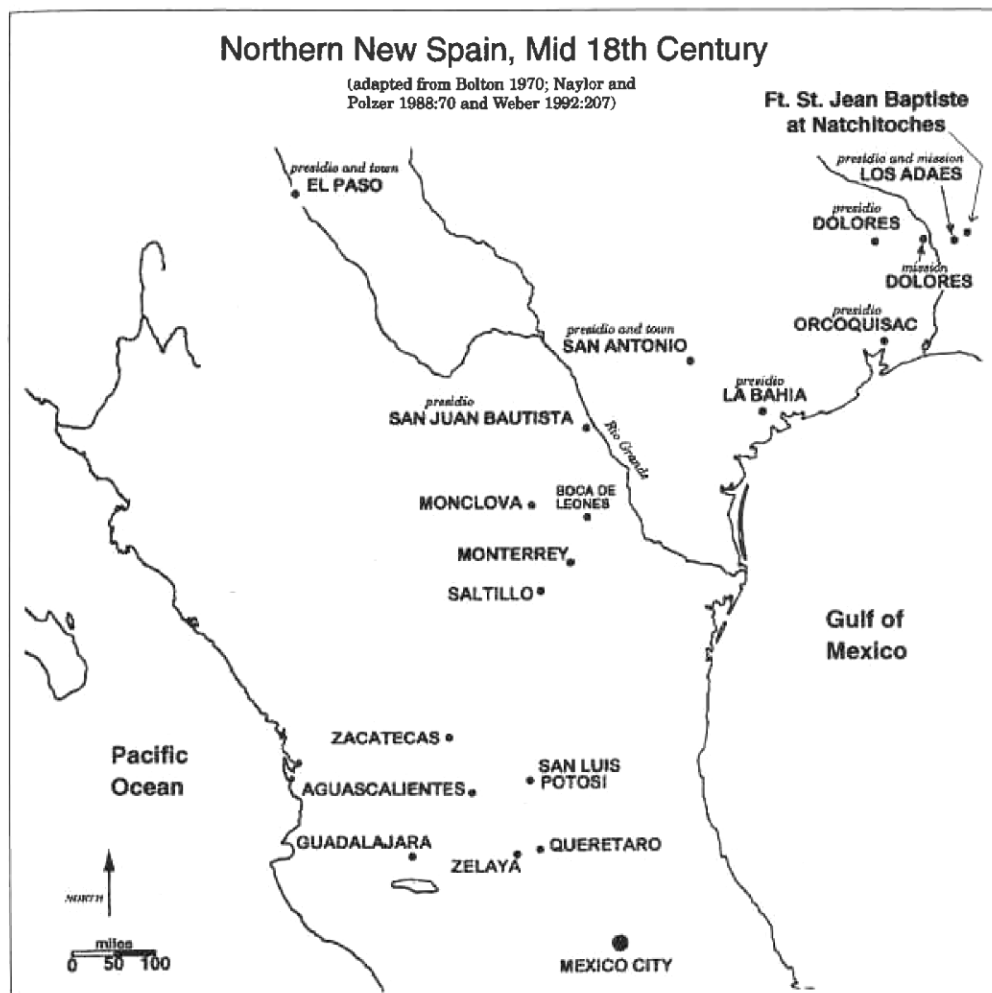 Northern New Spain, Mid 18th Century
(adapted from Bolton 1970; Naylor and
Polzer 1988:70 and Weber 1992:207)
Ft. St. Jean Baptiste
at Natchitoches
presidio and town
EL PASO
presidio and mission
LOS ADAES
presidio
DOLORES
mission
DOLORES
presidio
ORCOQUISAC
presidio and town
SAN ANTONIO
presidio
LA BAHIA
presidio
SAN JUAN BAUTISTA
Rio Grande
MONCLOVA
BOCA DE
LEONES
MONTERREY
SALTILLO
Gulf of
Mexico
Pacific
Ocean
ZACATECAS
SAN LUIS
POTOSI
AGUASCALIENTES
GUADALAJARA
ZELAYA
QUERETARO
NORTH
miles
0 50 100
MEXICO CITY